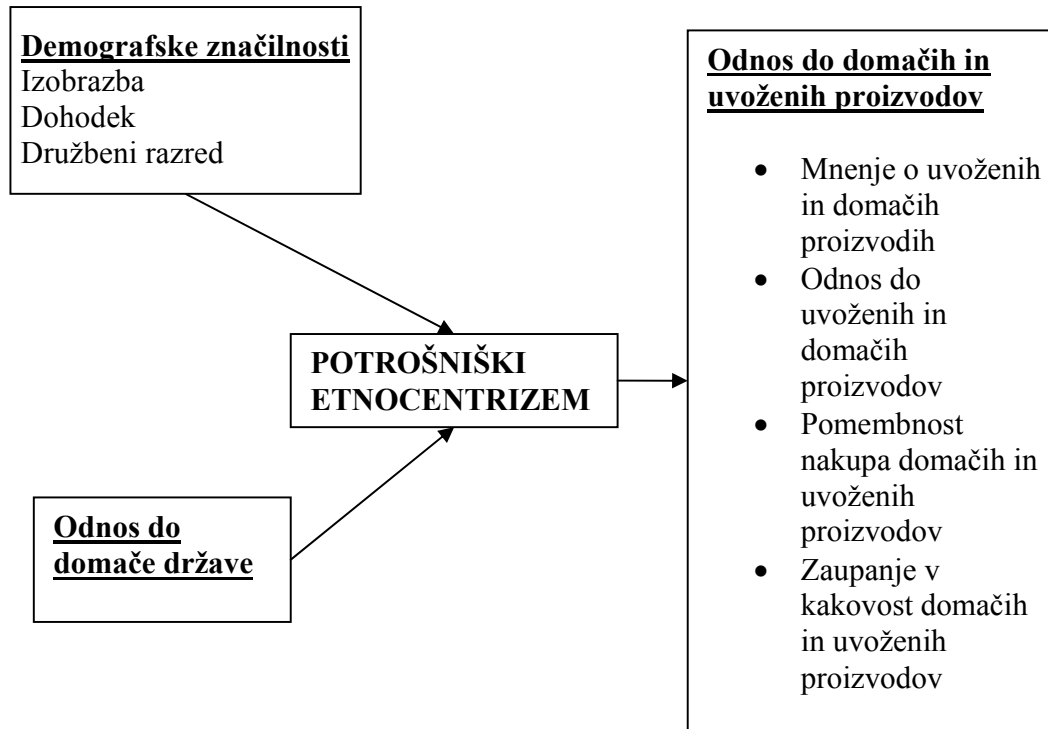 Demografske značilnosti
Izobrazba
Dohodek
Družbeni razred
Odnos do domačih in
uvoženih proizvodov
• Mnenje o uvoženih
in domačih
proizvodih
• Odnos do
uvoženih in
domačih
proizvodov
• Pomembnost
nakupa domačih in
uvoženih
proizvodov
• Zaupanje v
kakovost domačih
in uvoženih
proizvodov
POTROŠNIŠKI
ETNOCENTRIZEM
Odnos do
domače države